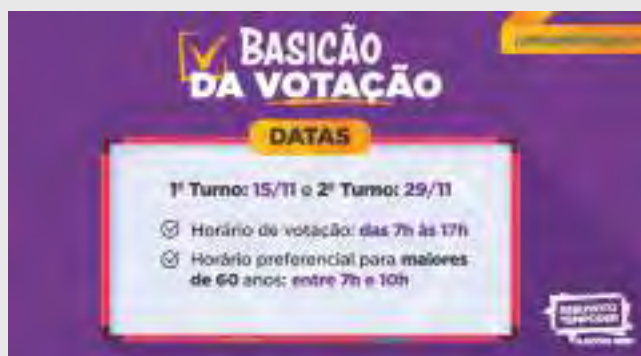 BASICÃO
DA VOTAÇÃO
DATAS
1º Turno: 15/11 e 2º Turno: 29/11
Horário de votação: das 7h às 17h
Horário preferencial para maiores
de 60 anos: entre 7h e 10h